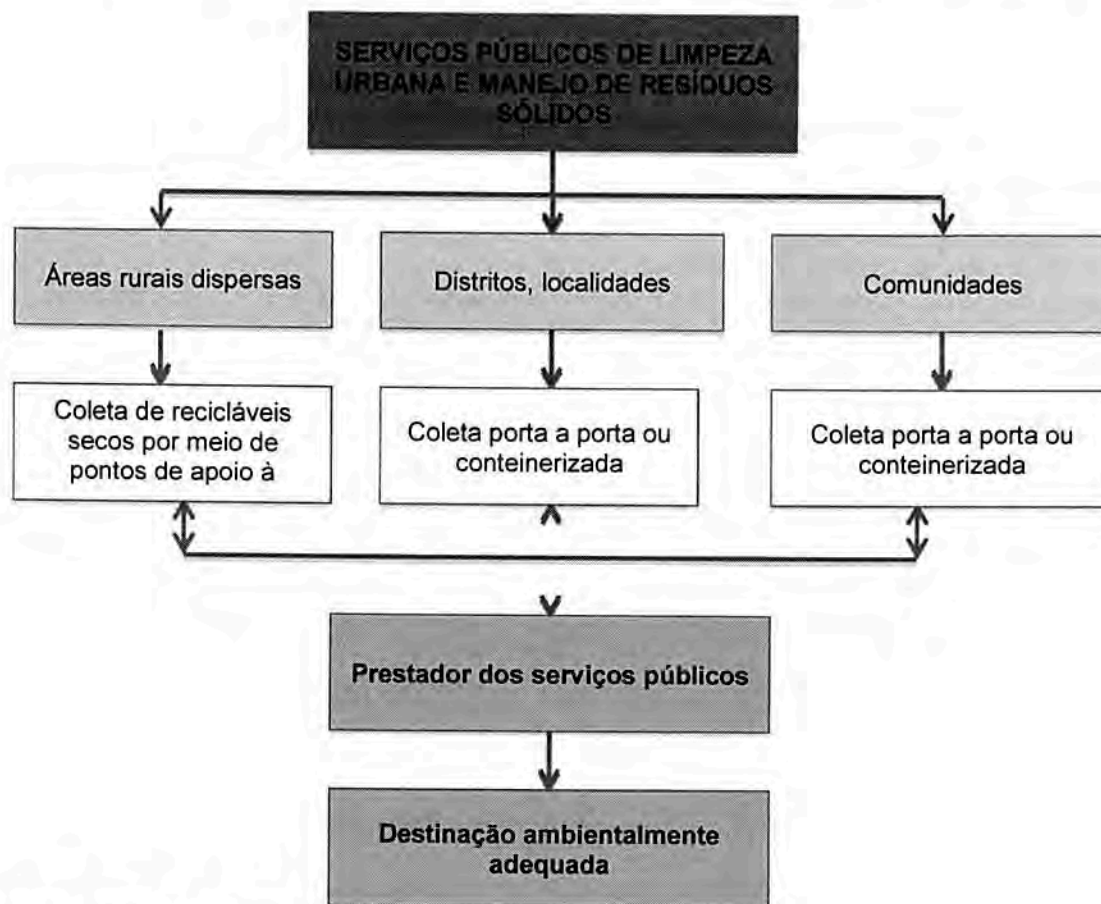 SERVIÇOS PÚBLICOS DE LIMPEZA
URBANA E MANEJO DE RESÍDUOS
SÓLIDOS
Áreas rurais dispersas
Distritos, localidades
Comunidades
Coleta de recicláveis
secos por meio de
pontos de apoio à
Coleta porta a porta ou
conteinerizada
Coleta porta a porta ou
conteinerizada
Prestador dos serviços públicos
Destinação ambientalmente
adequada